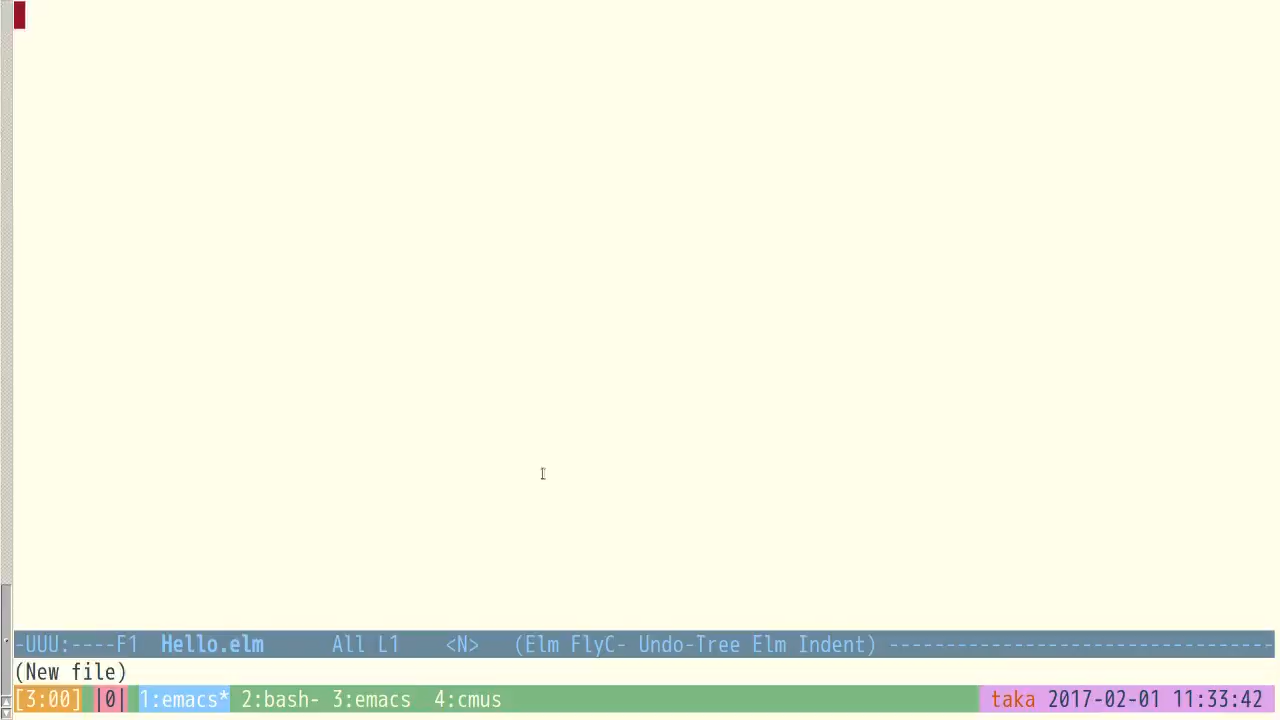 -UUU:----F1  Hello.elm      All L1    <N>   (Elm FlyC- Undo-Tree Elm Indent) ----------------------------------
(New file)
[3:00] |0| 1:emacs* 2:bash- 3:emacs  4:cmus taka 2017-02-01 11:33:42